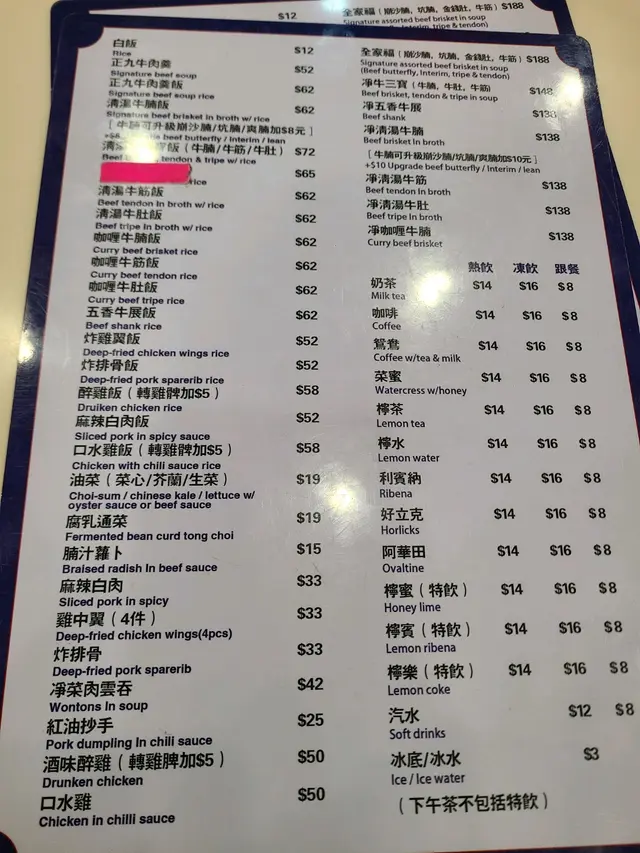 $12
全家福（崩沙腩, 坑腩, 金錢肚, 牛筋）$188
Signature assorted beef brisket in soup
白飯 $12
Rice
正九牛肉羹 $52
Signature beef soup
正九牛肉羹飯 $62
Signature beef soup rice
清湯牛腩飯 $62
Signature beef brisket in broth w/ rice
[ 牛腩可升級崩沙腩/坑腩/爽腩加$8元 ]
beef butterfly / interim / lean
飯（牛腩/牛筋/牛肚） $72
Beef tendon & tripe w/ rice
$65
rice
清湯牛筋飯 $62
Beef tendon in broth w/ rice
清湯牛肚飯 $62
Beef tripe in broth w/ rice
咖喱牛腩飯 $62
Curry beef brisket rice
咖喱牛筋飯 $62
Curry beef tendon rice
咖喱牛肚飯 $62
Curry beef tripe rice
五香牛展飯 $62
Beef shank rice
炸雞翼飯 $52
Deep-fried chicken wings rice
炸排骨飯 $52
Deep-fried pork sparerib rice
醉雞飯（轉雞髀加$5） $58
Druiken chicken rice
麻辣白肉飯 $52
Sliced pork in spicy sauce
口水雞飯（轉雞髀加$5） $58
Chicken with chili sauce rice
油菜（菜心/芥蘭/生菜） $19
Choi-sum / chinese kale / lettuce w/
oyster sauce or beef sauce
腐乳通菜 $19
Fermented bean curd tong choi
腩汁蘿卜 $15
Braised radish in beef sauce
麻辣白肉 $33
Sliced pork in spicy
雞中翼（4件） $33
Deep-fried chicken wings(4pcs)
炸排骨 $33
Deep-fried pork sparerib
淨菜肉雲吞 $42
Wontons in soup
紅油抄手 $25
Pork dumpling in chili sauce
酒味醉雞（轉雞脾加$5） $50
Drunken chicken
口水雞 $50
Chicken in chilli sauce
全家福（崩沙腩, 坑腩, 金錢肚, 牛筋）$188
Signature assorted beef brisket in soup
(Beef butterfly, Interim, tripe & tendon)
淨牛三寶（牛腩, 牛肚, 牛筋） $148
Beef brisket, tendon & tripe in soup
淨五香牛展 $138
Beef shank
淨清湯牛腩 $138
Beef brisket in broth
[ 牛腩可升級崩沙腩/坑腩/爽腩加$10元 ]
+$10 Upgrade beef butterfly / interim / lean
淨清湯牛筋 $138
Beef tendon in broth
淨清湯牛肚 $138
Beef tripe in broth
淨咖喱牛腩 $138
Curry beef brisket
熱飲 凍飲 跟餐
奶茶 $14 $16 $8
Milk tea
咖啡 $14 $16 $8
Coffee
鴛鴦 $14 $16 $8
Coffee w/tea & milk
菜蜜 $14 $16 $8
Watercress w/honey
檸茶 $14 $16 $8
Lemon tea
檸水 $14 $16 $8
Lemon water
利賓納 $14 $16 $8
Ribena
好立克 $14 $16 $8
Horlicks
阿華田 $14 $16 $8
Ovaltine
檸蜜（特飲） $14 $16 $8
Honey lime
檸賓（特飲） $14 $16 $8
Lemon ribena
檸樂（特飲） $14 $16 $8
Lemon coke
汽水 $12 $8
Soft drinks
冰底/冰水 $3
Ice / Ice water
（下午茶不包括特飲）